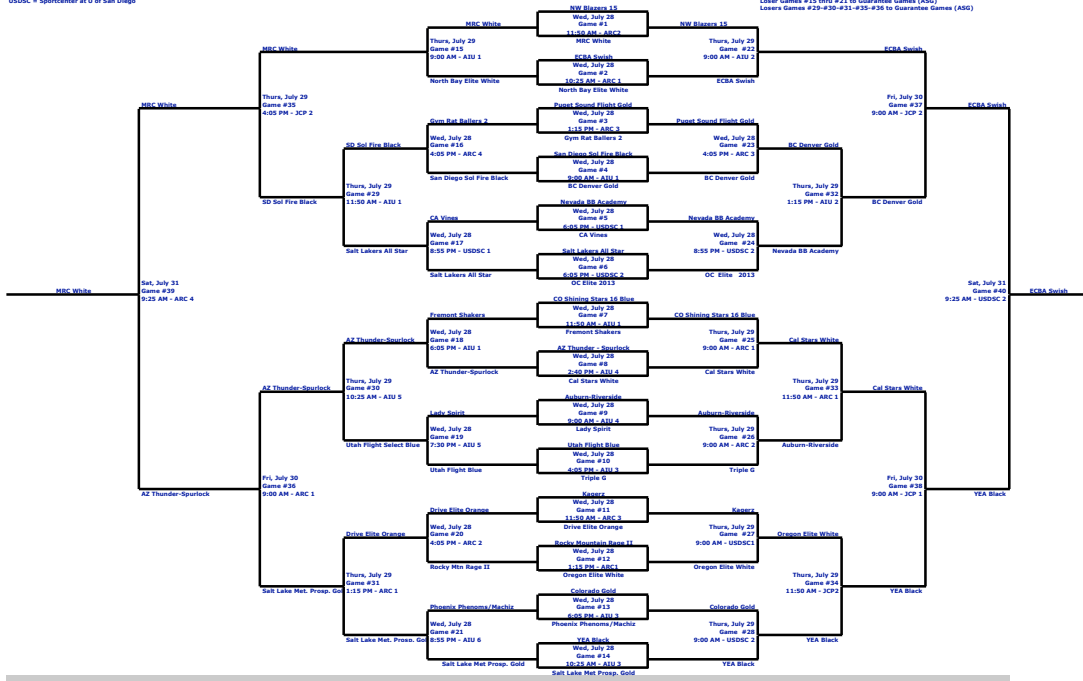 USDSC = Sportcenter at U of San Diego
Loser Games #15 thru #21 to Guarantee Games (ASG)
Losers Games #29-#30-#31-#35-#36 to Guarantee Games (ASG)
NW Blazers 15
Wed, July 28
Game #1
11:50 AM - ARC2
MRC White
ECBA Swish
Wed, July 28
Game #2
10:25 AM - ARC 1
North Bay Elite White
Puget Sound Flight Gold
Wed, July 28
Game #3
1:15 PM - ARC 3
Gym Rat Ballers 2
San Diego Sol Fire Black
Wed, July 28
Game #4
9:00 AM - AIU 1
BC Denver Gold
Nevada BB Academy
Wed, July 28
Game #5
6:05 PM - USDSC 1
CA Vines
Salt Lakers All Star
Wed, July 28
Game #6
6:05 PM - USDSC 2
OC Elite 2013
CO Shining Stars 16 Blue
Wed, July 28
Game #7
11:50 AM - AIU 1
Fremont Shakers
AZ Thunder - Spurlock
Wed, July 28
Game #8
2:40 PM - AIU 4
Cal Stars White
Auburn-Riverside
Wed, July 28
Game #9
9:00 AM - AIU 4
Lady Spirit
Utah Flight Blue
Wed, July 28
Game #10
4:05 PM - AIU 3
Triple G
Kagerz
Wed, July 28
Game #11
11:50 AM - ARC 3
Drive Elite Orange
Rocky Mountain Rage II
Wed, July 28
Game #12
1:15 PM - ARC1
Oregon Elite White
Colorado Gold
Wed, July 28
Game #13
6:05 PM - AIU 3
Phoenix Phenoms/Machiz
YEA Black
Wed, July 28
Game #14
10:25 AM - AIU 3
Salt Lake Met Prosp. Gold
MRC White
Thurs, July 29
Game #15
9:00 AM - AIU 1
North Bay Elite White
Gym Rat Ballers 2
Wed, July 28
Game #16
4:05 PM - ARC 4
San Diego Sol Fire Black
CA Vines
Wed, July 28
Game #17
8:55 PM - USDSC 1
Salt Lakers All Star
Fremont Shakers
Wed, July 28
Game #18
6:05 PM - AIU 1
AZ Thunder-Spurlock
Lady Spirit
Wed, July 28
Game #19
7:30 PM - AIU 5
Utah Flight Blue
Drive Elite Orange
Wed, July 28
Game #20
4:05 PM - ARC 2
Rocky Mtn Rage II
Phoenix Phenoms/Machiz
Wed, July 28
Game #21
8:55 PM - AIU 6
Salt Lake Met Prosp. Gold
SD Sol Fire Black
Thurs, July 29
Game #29
11:50 AM - AIU 1
Salt Lakers All Star
AZ Thunder-Spurlock
Thurs, July 29
Game #30
10:25 AM - AIU 5
Utah Flight Select Blue
Drive Elite Orange
Thurs, July 29
Game #31
1:15 PM - ARC 1
Salt Lake Met. Prosp. Gol
MRC White
Thurs, July 29
Game #35
4:05 PM - JCP 2
SD Sol Fire Black
AZ Thunder-Spurlock
Fri, July 30
Game #36
9:00 AM - ARC 1
Salt Lake Met. Prosp. Gol
MRC White
Sat, July 31
Game #39
9:25 AM - ARC 4
AZ Thunder-Spurlock
MRC White
NW Blazers 15
Thurs, July 29
Game #22
9:00 AM - AIU 2
ECBA Swish
Puget Sound Flight Gold
Wed, July 28
Game #23
4:05 PM - ARC 3
BC Denver Gold
Nevada BB Academy
Wed, July 28
Game #24
8:55 PM - USDSC 2
OC Elite 2013
CO Shining Stars 16 Blue
Thurs, July 29
Game #25
9:00 AM - ARC 1
Cal Stars White
Auburn-Riverside
Thurs, July 29
Game #26
9:00 AM - ARC 2
Triple G
Kagerz
Thurs, July 29
Game #27
9:00 AM - USDSC1
Oregon Elite White
Colorado Gold
Thurs, July 29
Game #28
9:00 AM - USDSC 2
YEA Black
BC Denver Gold
Thurs, July 29
Game #32
1:15 PM - AIU 2
Nevada BB Academy
Cal Stars White
Thurs, July 29
Game #33
11:50 AM - ARC 1
Auburn-Riverside
Oregon Elite White
Thurs, July 29
Game #34
11:50 AM - JCP2
YEA Black
ECBA Swish
Fri, July 30
Game #37
9:00 AM - JCP 2
BC Denver Gold
Cal Stars White
Fri, July 30
Game #38
9:00 AM - JCP 1
YEA Black
ECBA Swish
Sat, July 31
Game #40
9:25 AM - USDSC 2
YEA Black
ECBA Swish